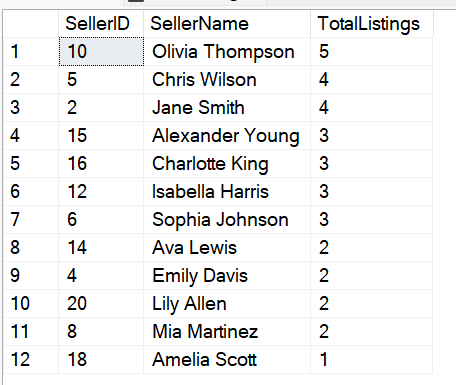 SellerID SellerName TotalListings
1 10 Olivia Thompson 5
2 5 Chris Wilson 4
3 2 Jane Smith 4
4 15 Alexander Young 3
5 16 Charlotte King 3
6 12 Isabella Harris 3
7 6 Sophia Johnson 3
8 14 Ava Lewis 2
9 4 Emily Davis 2
10 20 Lily Allen 2
11 8 Mia Martinez 2
12 18 Amelia Scott 1